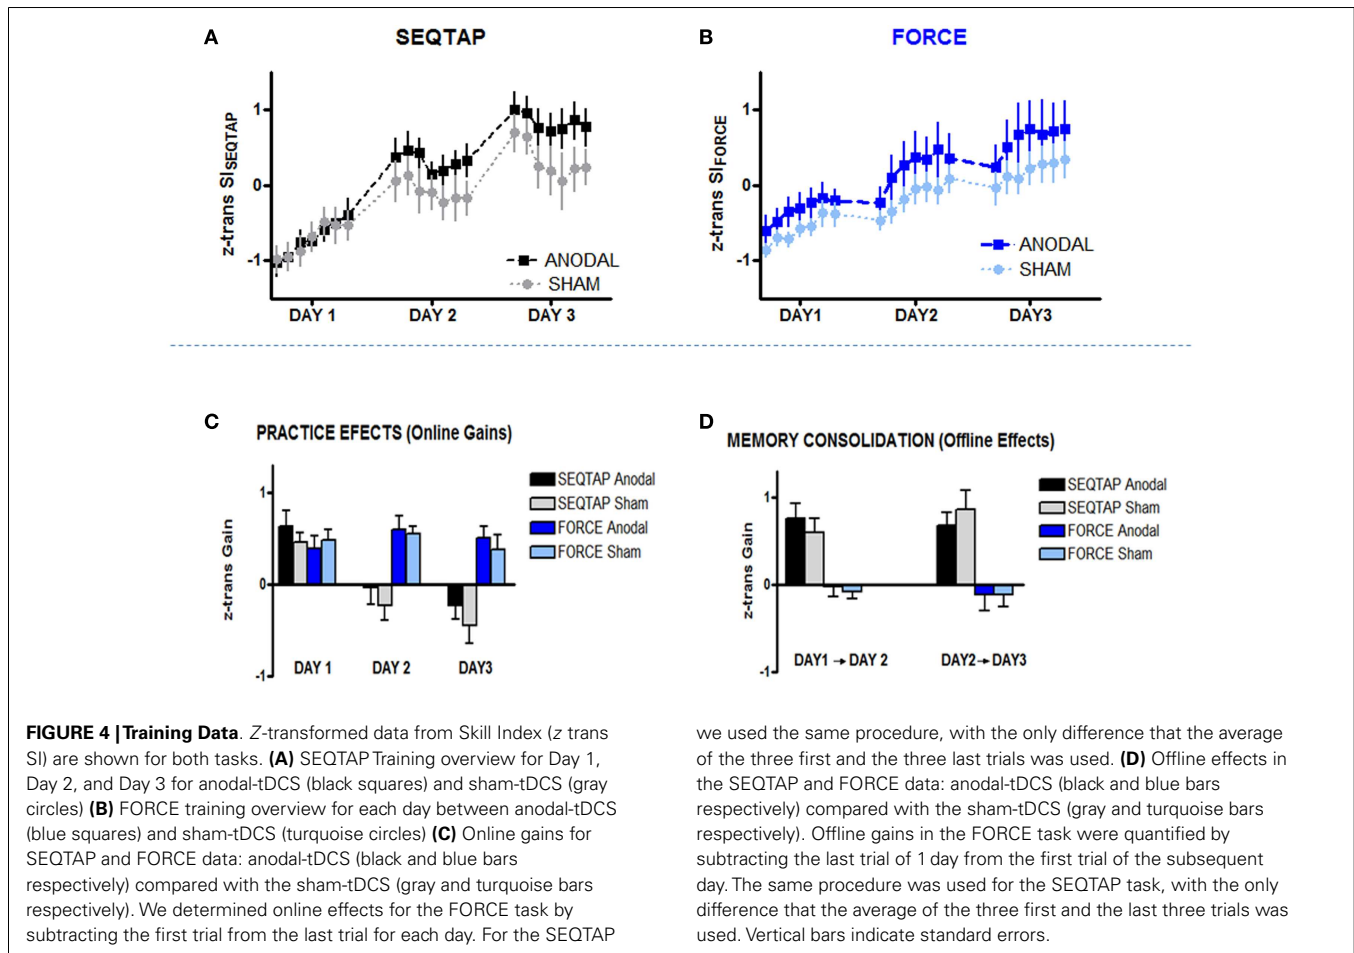 A
SEQTAP
z-trans SISEQTAP
1
0
-1
ANODAL
SHAM
DAY 1
DAY 2
DAY 3
B
FORCE
z-trans SIFORCE
1
0
-1
ANODAL
SHAM
DAY1
DAY2
DAY3
C
PRACTICE EFECTS (Online Gains)
z-trans Gain
1
0
-1
SEQTAP Anodal
SEQTAP Sham
FORCE Anodal
FORCE Sham
DAY 1
DAY 2
DAY3
D
MEMORY CONSOLIDATION (Offline Effects)
z-trans Gain
1
0
-1
SEQTAP Anodal
SEQTAP Sham
FORCE Anodal
FORCE Sham
DAY1 → DAY 2
DAY2 → DAY3
FIGURE 4 | Training Data. Z-transformed data from Skill Index (z trans
SI) are shown for both tasks. (A) SEQTAP Training overview for Day 1,
Day 2, and Day 3 for anodal-tDCS (black squares) and sham-tDCS (gray
circles) (B) FORCE training overview for each day between anodal-tDCS
(blue squares) and sham-tDCS (turquoise circles) (C) Online gains for
SEQTAP and FORCE data: anodal-tDCS (black and blue bars
respectively) compared with the sham-tDCS (gray and turquoise bars
respectively). We determined online effects for the FORCE task by
subtracting the first trial from the last trial for each day. For the SEQTAP
we used the same procedure, with the only difference that the average
of the three first and the three last trials was used. (D) Offline effects in
the SEQTAP and FORCE data: anodal-tDCS (black and blue bars
respectively) compared with the sham-tDCS (gray and turquoise bars
respectively). Offline gains in the FORCE task were quantified by
subtracting the last trial of 1 day from the first trial of the subsequent
day. The same procedure was used for the SEQTAP task, with the only
difference that the average of the three first and the last three trials was
used. Vertical bars indicate standard errors.